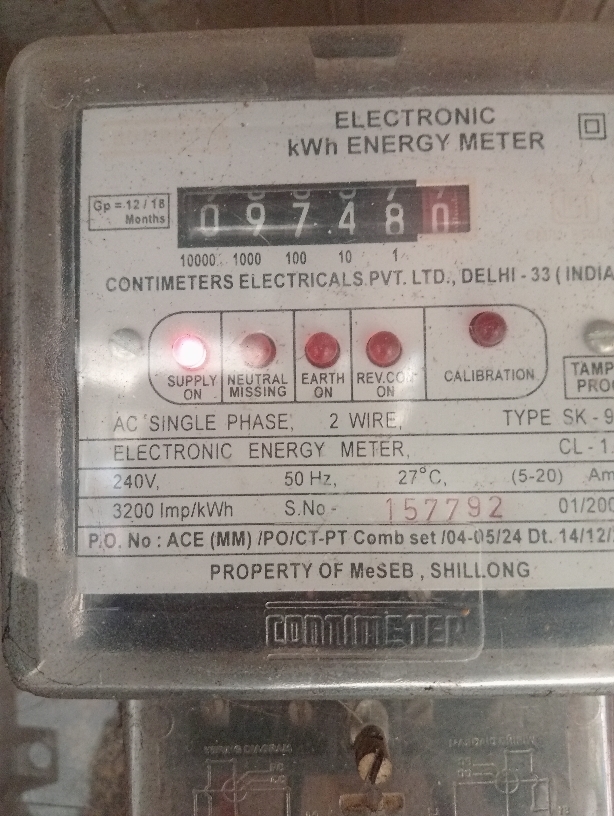 ELECTRONIC
kWh ENERGY METER
Gp = 12 / 18
Months
0 9 7 4 8 0
10000 1000 100 10 1
CONTIMETERS ELECTRICALS PVT. LTD., DELHI - 33 ( INDIA
SUPPLY ON
NEUTRAL MISSING
EARTH ON
REV.CON ON
CALIBRATION
TAMP
PROO
AC SINGLE PHASE, 2 WIRE, TYPE SK - 9
ELECTRONIC ENERGY METER, CL - 1.
240V, 50 Hz, 27°C, (5-20) Am
3200 Imp/kWh S.No - 157792 01/200
P.O. No : ACE (MM) /PO/CT-PT Comb set /04-05/24 Dt. 14/12/
PROPERTY OF MeSEB , SHILLONG
CONTIMETER
WIRING DIAGRAM